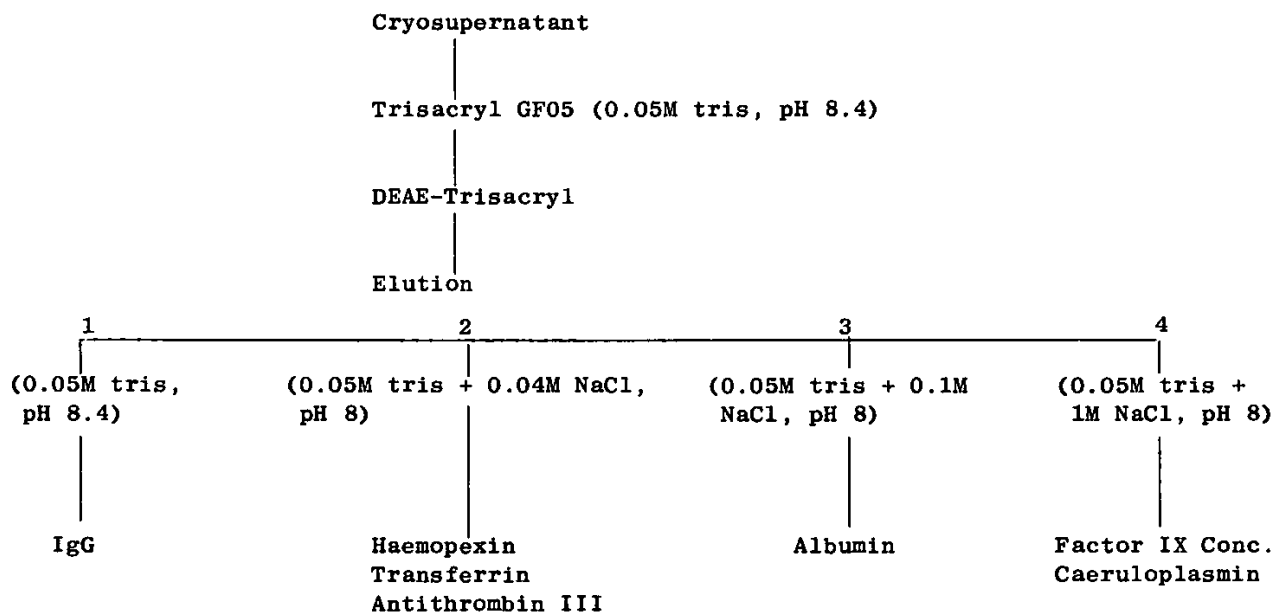 Cryosupernatant
Trisacryl GF05 (0.05M tris, pH 8.4)
DEAE-Trisacryl
Elution
1 2 3 4
(0.05M tris, (0.05M tris + 0.04M NaCl, (0.05M tris + 0.1M (0.05M tris +
pH 8.4) pH 8) NaCl, pH 8) 1M NaCl, pH 8)
IgG Haemopexin Albumin Factor IX Conc.
Transferrin Caeruloplasmin
Antithrombin III